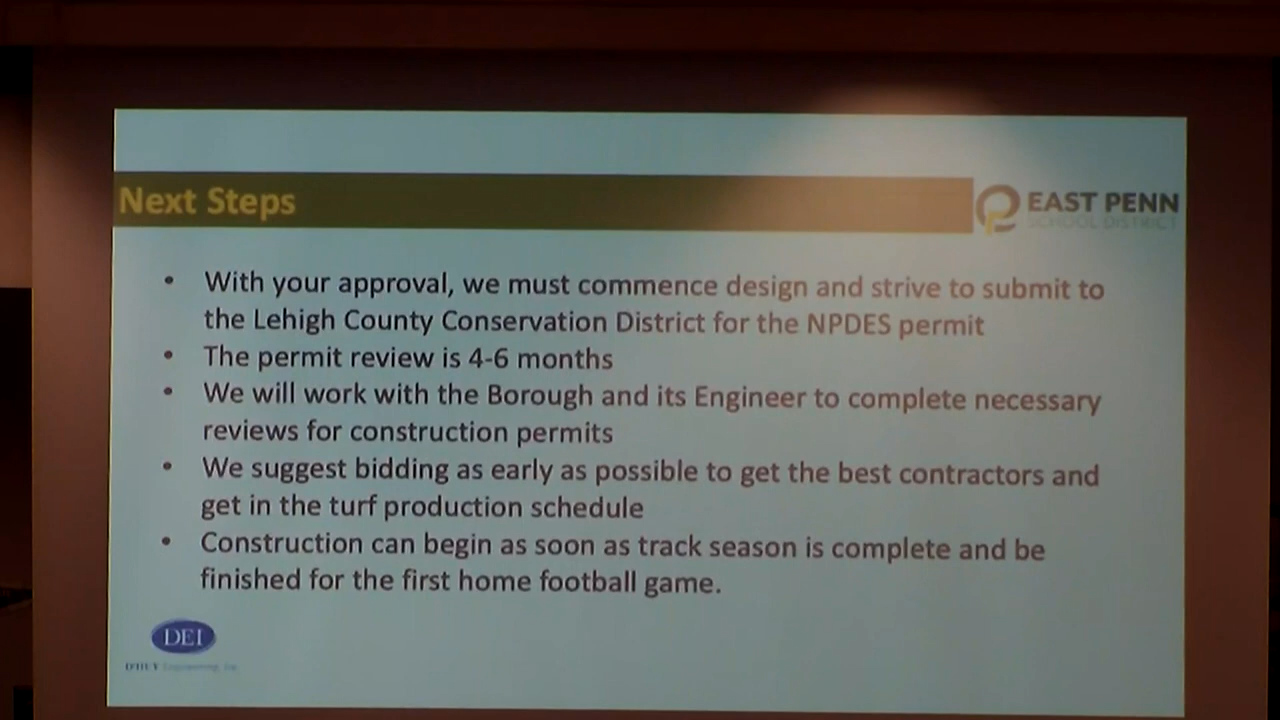 Next Steps
EAST PENN
SCHOOL DISTRICT
• With your approval, we must commence design and strive to submit to
the Lehigh County Conservation District for the NPDES permit
• The permit review is 4-6 months
• We will work with the Borough and its Engineer to complete necessary
reviews for construction permits
• We suggest bidding as early as possible to get the best contractors and
get in the turf production schedule
• Construction can begin as soon as track season is complete and be
finished for the first home football game.
DEI
Engineering, Inc.